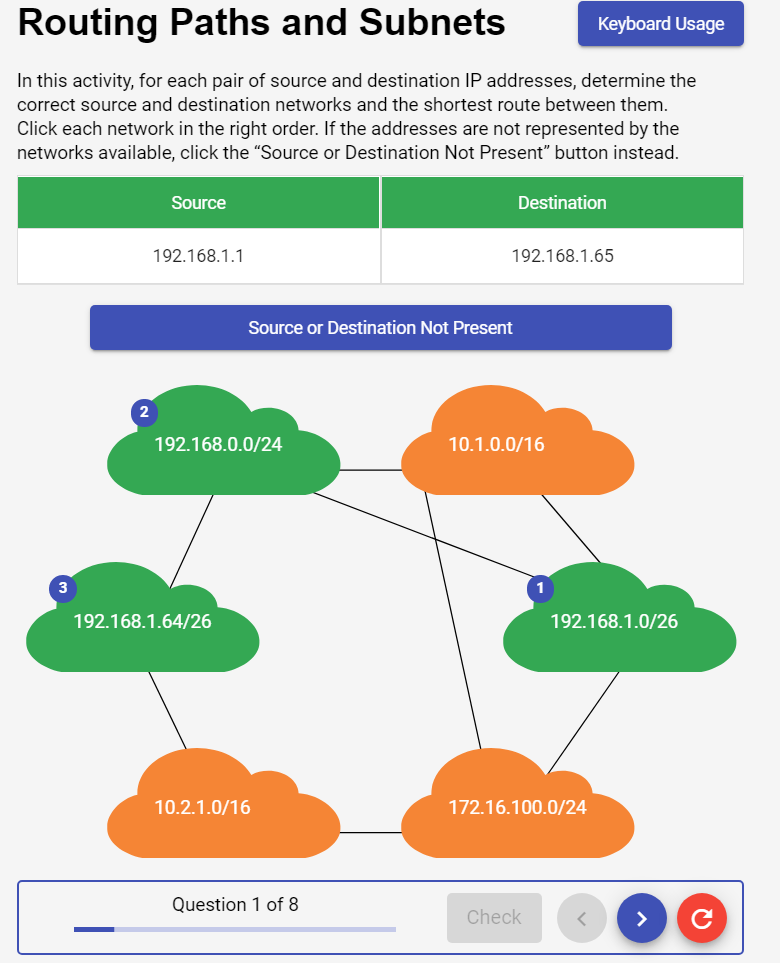 Routing Paths and Subnets
Keyboard Usage
In this activity, for each pair of source and destination IP addresses, determine the
correct source and destination networks and the shortest route between them.
Click each network in the right order. If the addresses are not represented by the
networks available, click the “Source or Destination Not Present” button instead.
Source
Destination
192.168.1.1
192.168.1.65
Source or Destination Not Present
2
192.168.0.0/24
10.1.0.0/16
3
192.168.1.64/26
1
192.168.1.0/26
10.2.1.0/16
172.16.100.0/24
Question 1 of 8
Check